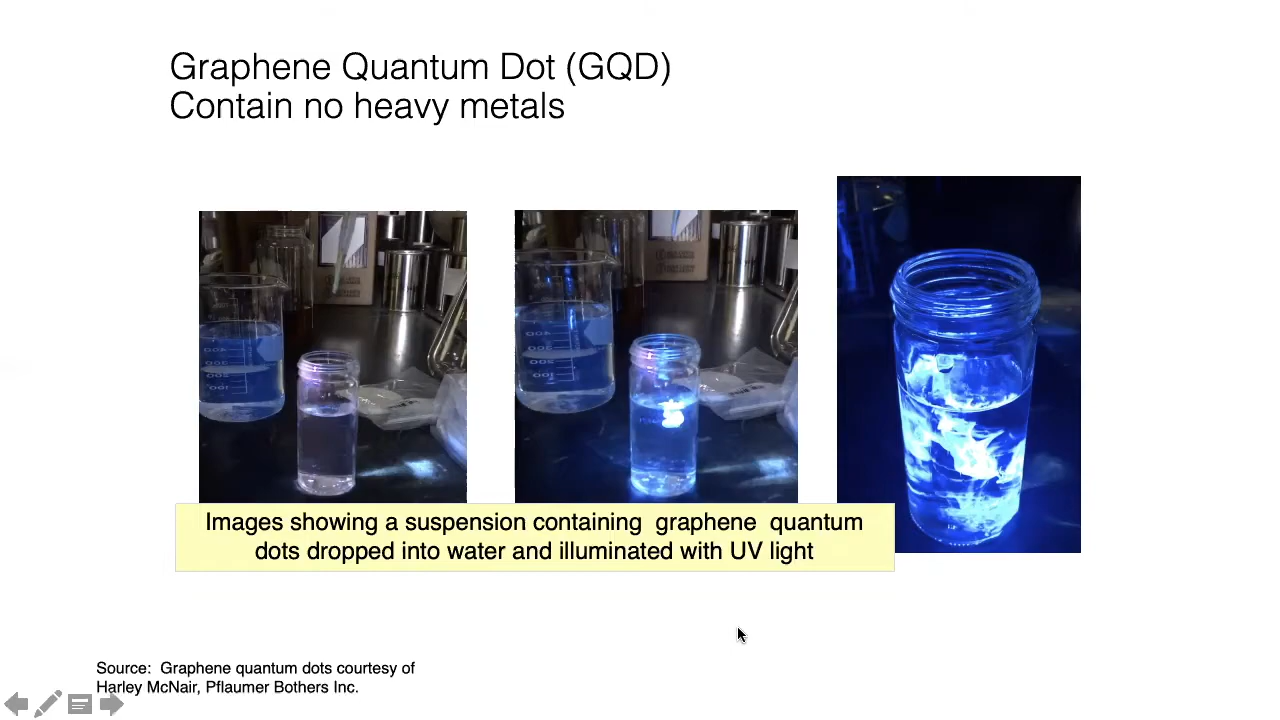 Graphene Quantum Dot (GQD)
Contain no heavy metals
Images showing a suspension containing  graphene  quantum
dots dropped into water and illuminated with UV light
Source:  Graphene quantum dots courtesy of
Harley McNair, Pflaumer Bothers Inc.